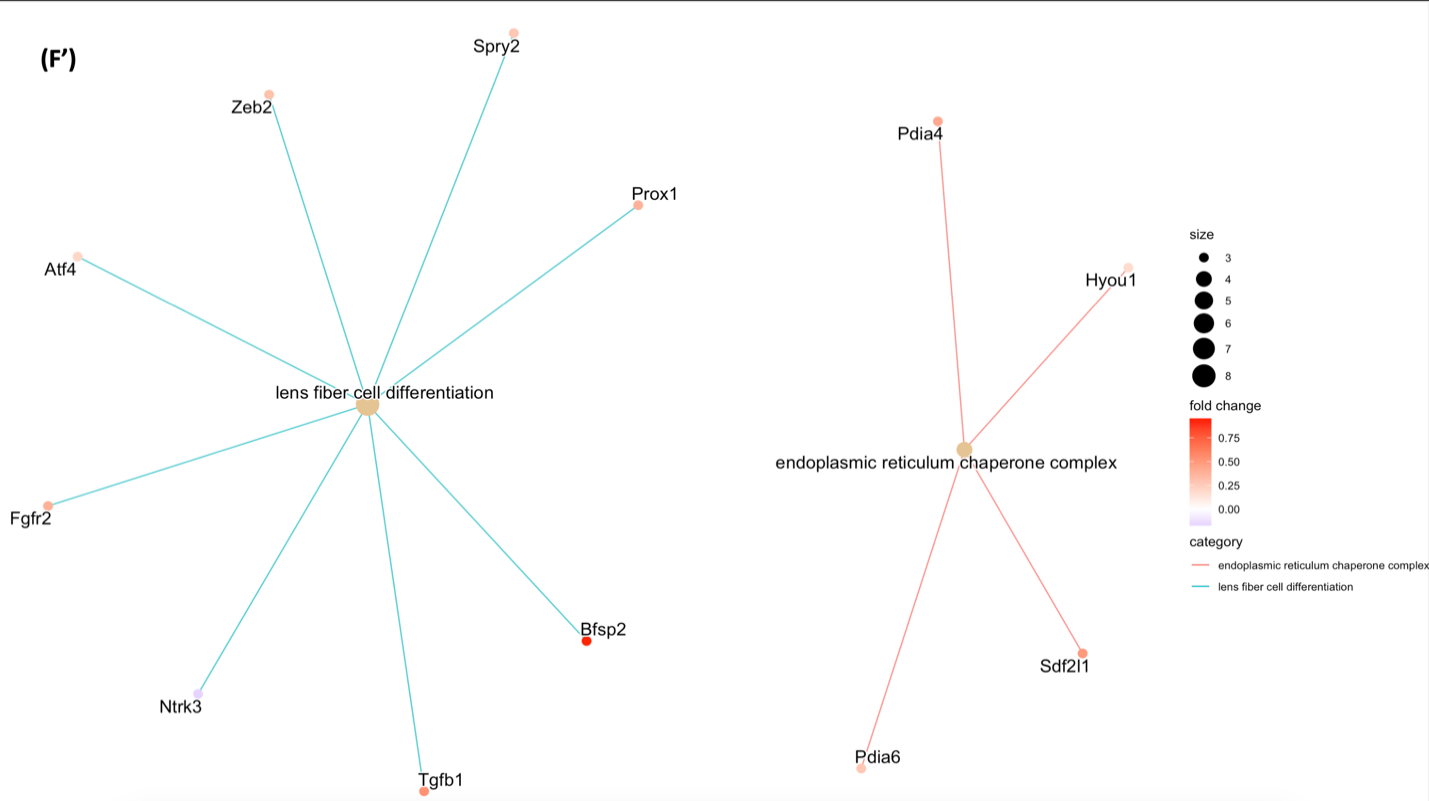 (F’)
Spry2
Zeb2
Prox1
Atf4
lens fiber cell differentiation
Fgfr2
Bfsp2
Ntrk3
Tgfb1
Pdia4
Hyou1
endoplasmic reticulum chaperone complex
Sdf2l1
Pdia6
size
3
4
5
6
7
8
fold change
0.75
0.50
0.25
0.00
category
endoplasmic reticulum chaperone complex
lens fiber cell differentiation